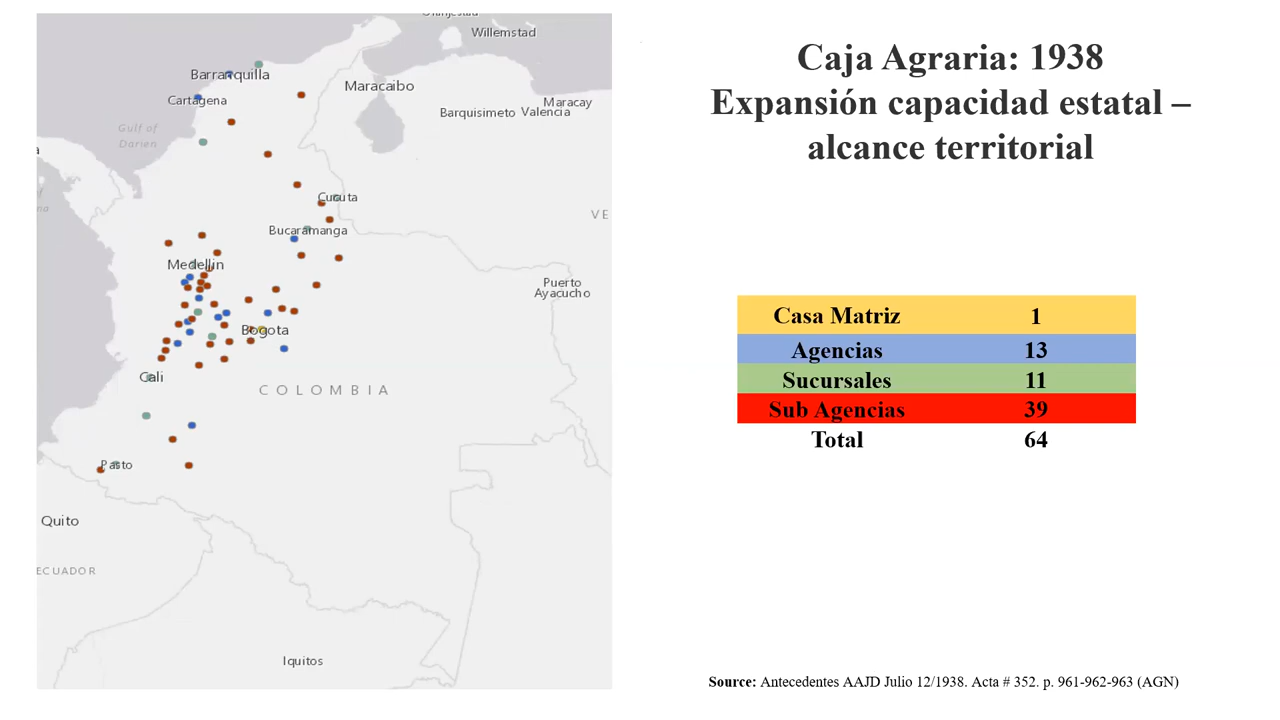 Willemstad
Barranquilla
Maracaibo
Cartagena
Maracay
Barquisimeto
Valencia
Gulf of
Darien
Cucuta
VE
Bucaramanga
Medellin
Puerto
Ayacucho
Bogota
Cali
COLOMBIA
Pasto
Quito
ECUADOR
Iquitos
Caja Agraria: 1938
Expansión capacidad estatal –
alcance territorial
Casa Matriz 1
Agencias 13
Sucursales 11
Sub Agencias 39
Total 64
Source: Antecedentes AAJD Julio 12/1938. Acta # 352. p. 961-962-963 (AGN)